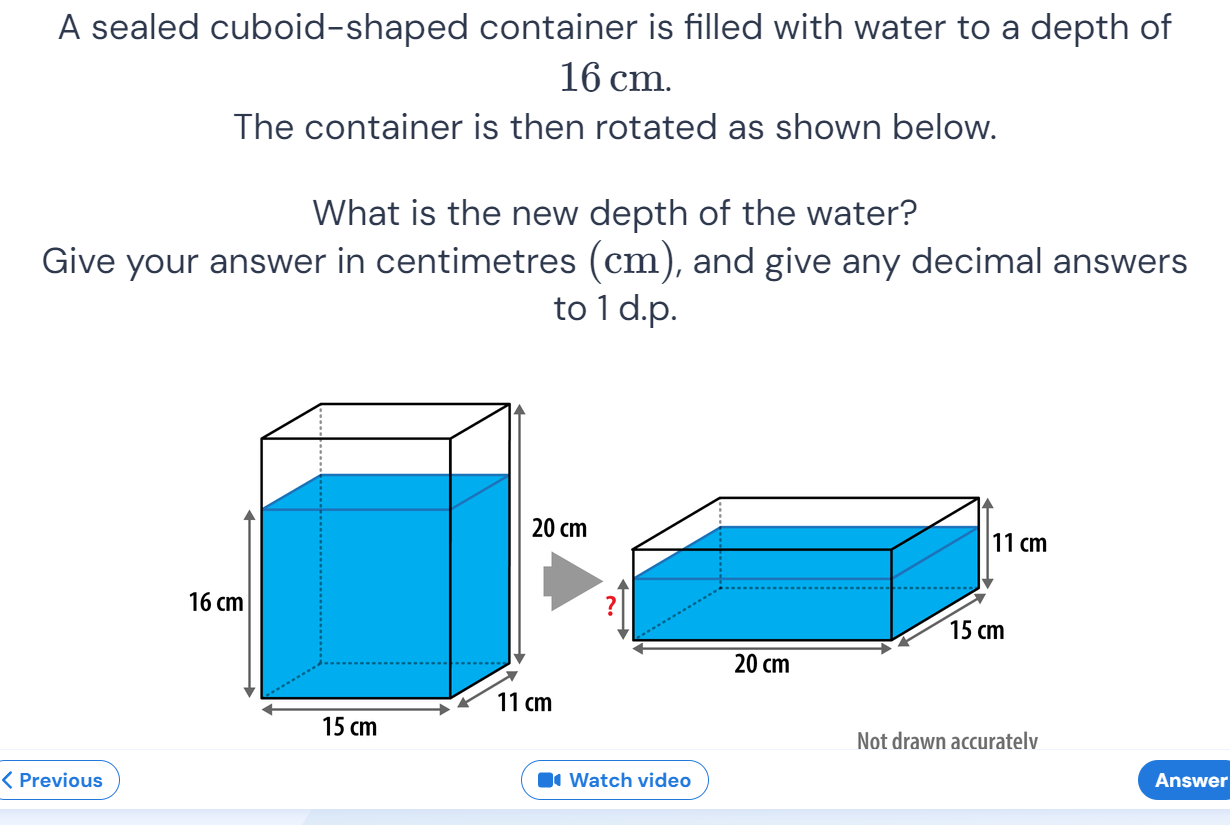 A sealed cuboid-shaped container is filled with water to a depth of
16 cm.
The container is then rotated as shown below.
What is the new depth of the water?
Give your answer in centimetres (cm), and give any decimal answers
to 1 d.p.
20 cm
11 cm
16 cm
?
15 cm
20 cm
11 cm
15 cm
Not drawn accurately
Previous
Watch video
Answer